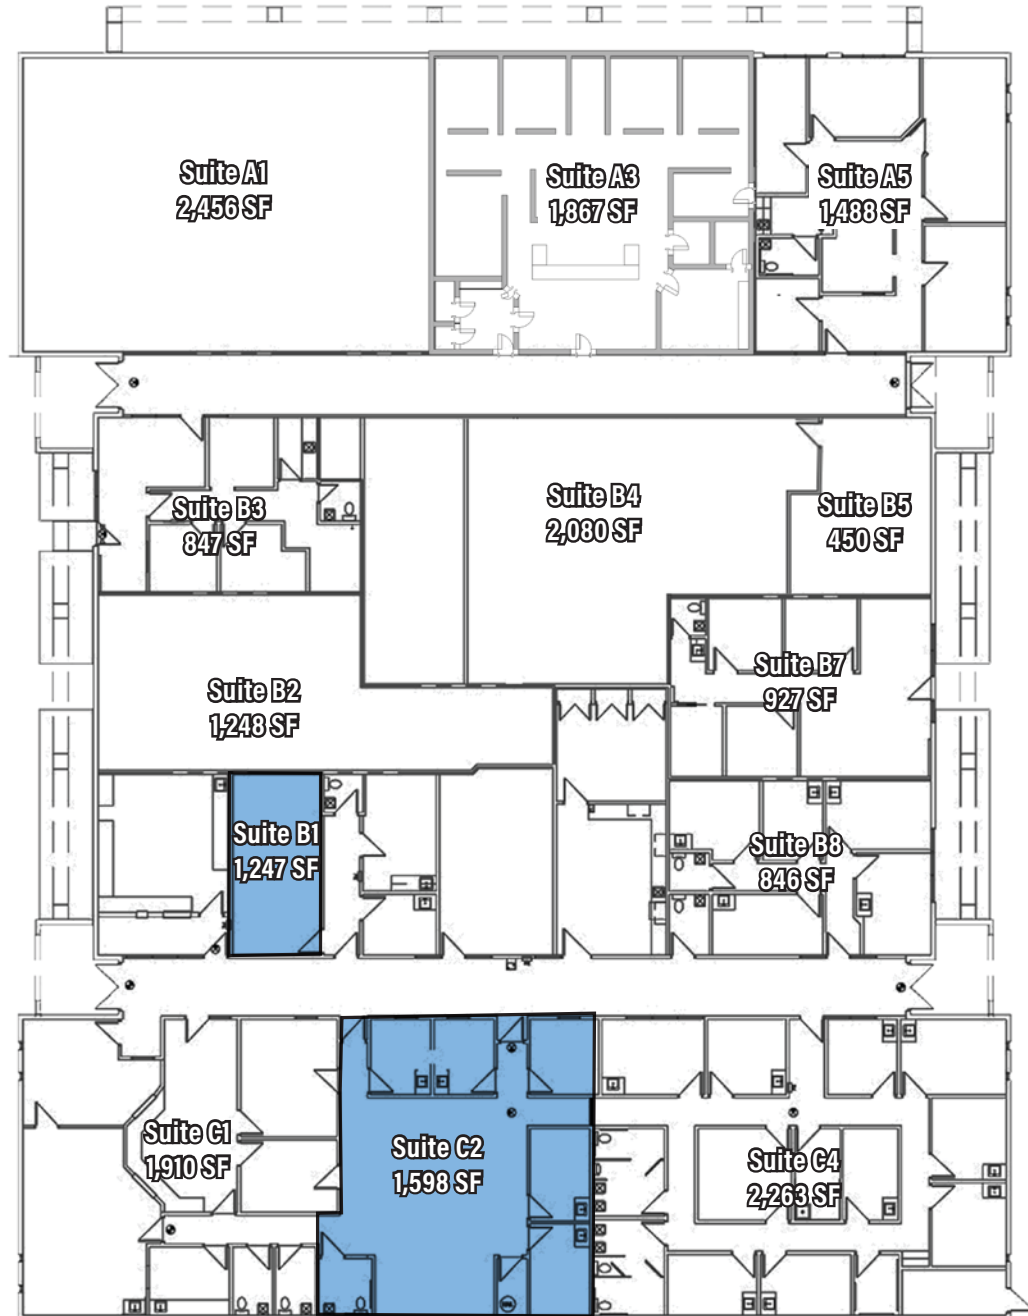 Suite A1
2,456 SF
Suite A3
1,867 SF
Suite A5
1,488 SF
Suite B3
847 SF
Suite B4
2,080 SF
Suite B5
450 SF
Suite B2
1,248 SF
Suite B7
927 SF
Suite B1
1,247 SF
Suite B8
846 SF
Suite C1
1,910 SF
Suite C2
1,598 SF
Suite C4
2,263 SF